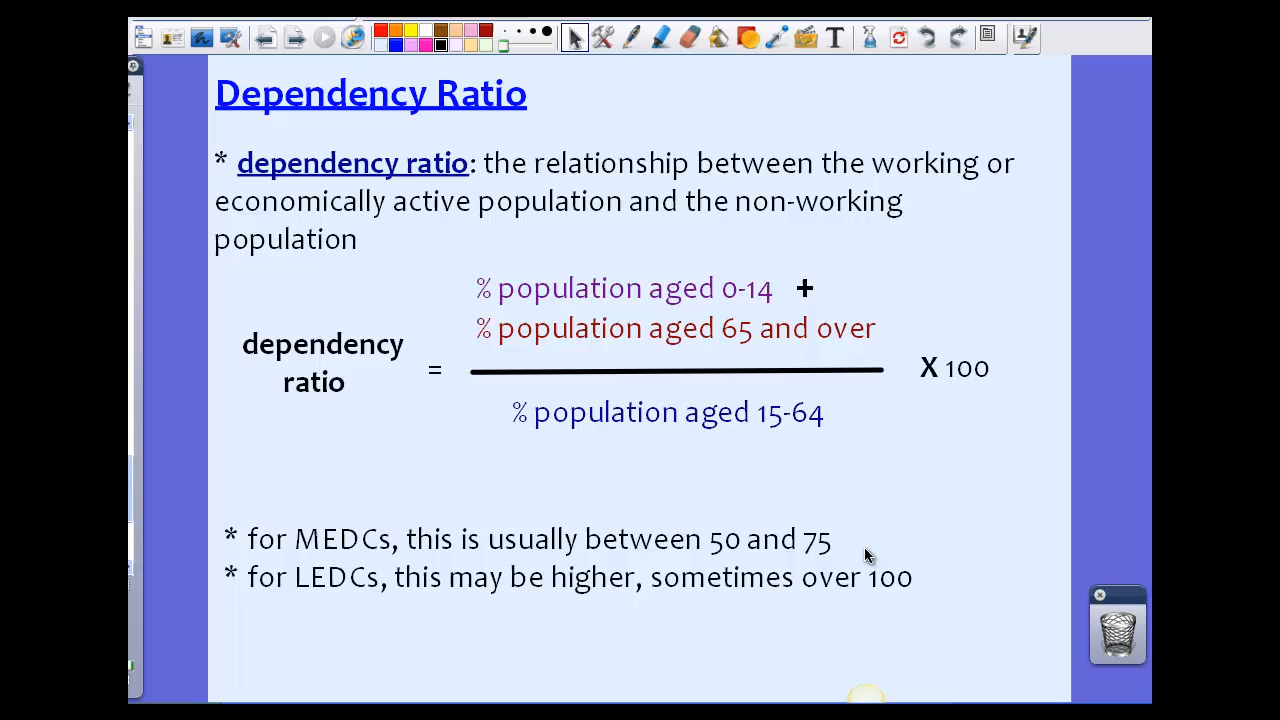 Dependency Ratio
* dependency ratio: the relationship between the working or
economically active population and the non-working
population
% population aged 0-14 +
% population aged 65 and over
dependency
ratio
=
X 100
% population aged 15-64
* for MEDCs, this is usually between 50 and 75
* for LEDCs, this may be higher, sometimes over 100